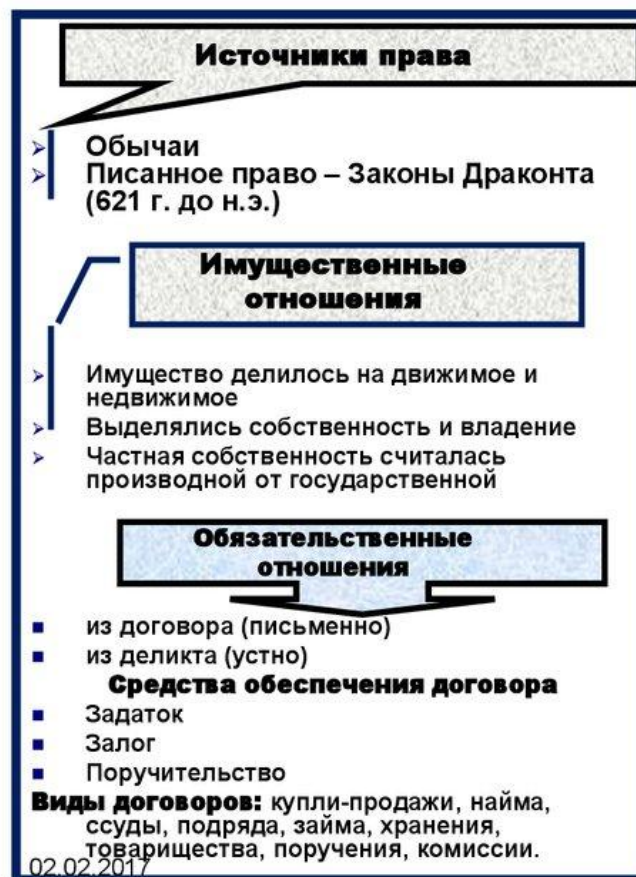 Источники права
Обычаи
Писанное право – Законы Драконта
(621 г. до н.э.)
Имущественные
отношения
Имущество делилось на движимое и
недвижимое
Выделялись собственность и владение
Частная собственность считалась
производной от государственной
Обязательственные
отношения
из договора (письменно)
из деликта (устно)
Средства обеспечения договора
Задаток
Залог
Поручительство
Виды договоров: купли-продажи, найма,
ссуды, подряда, займа, хранения,
товарищества, поручения, комиссии.
02.02.2017